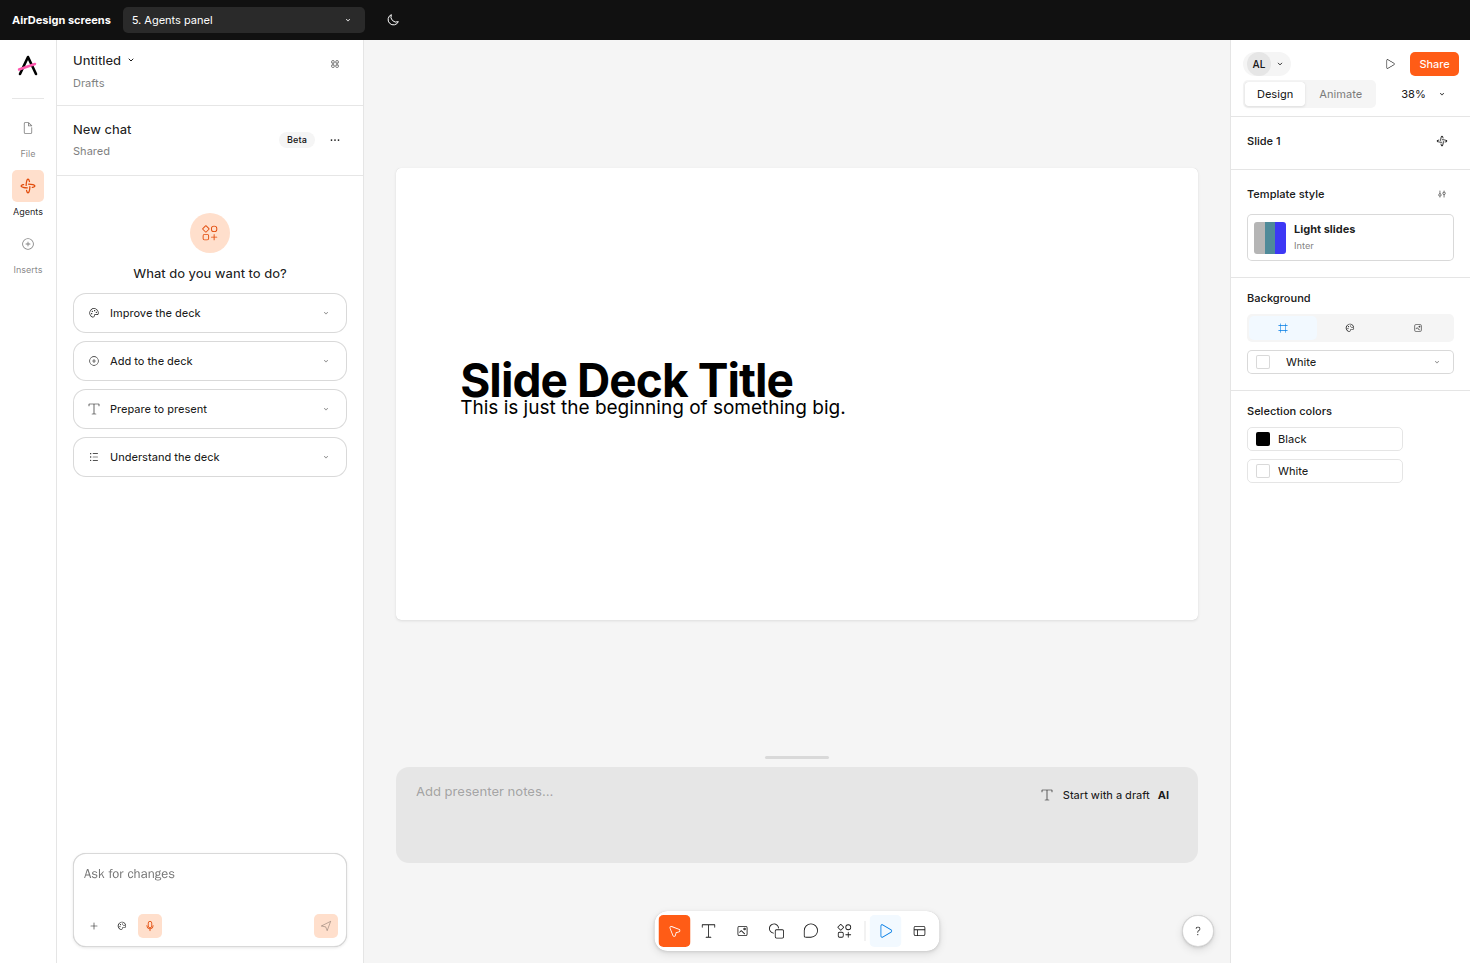 AirDesign screens
5. Agents panel
Untitled
Drafts
File
Agents
Inserts
New chat
Shared
Beta
What do you want to do?
Improve the deck
Add to the deck
Prepare to present
Understand the deck
Ask for changes
Slide Deck Title
This is just the beginning of something big.
Add presenter notes...
Start with a draft AI
AL
Share
Design
Animate
38%
Slide 1
Template style
Light slides
Inter
Background
White
Selection colors
Black
White
?